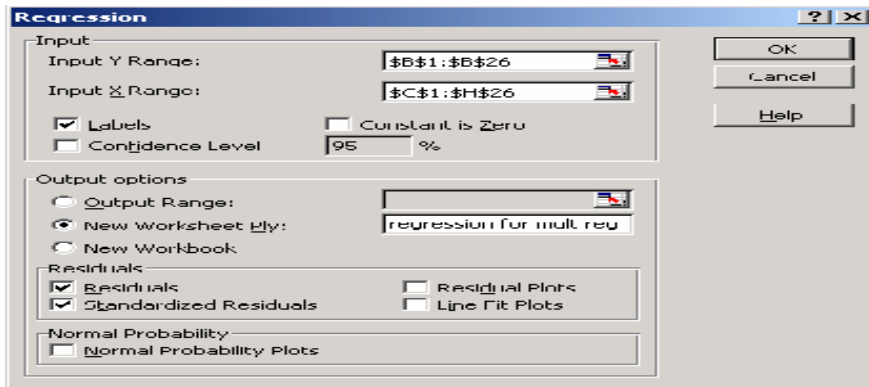 Regression
? X
Input
Input Y Range: $B$1:$B$26
Input X Range: $C$1:$H$26
Labels Constant is Zero
Confidence Level 95 %
OK
Cancel
Help
Output options
Output Range:
New Worksheet Ply: regression for mult reg
New Workbook
Residuals
Residuals Residual Plots
Standardized Residuals Line Fit Plots
Normal Probability
Normal Probability Plots